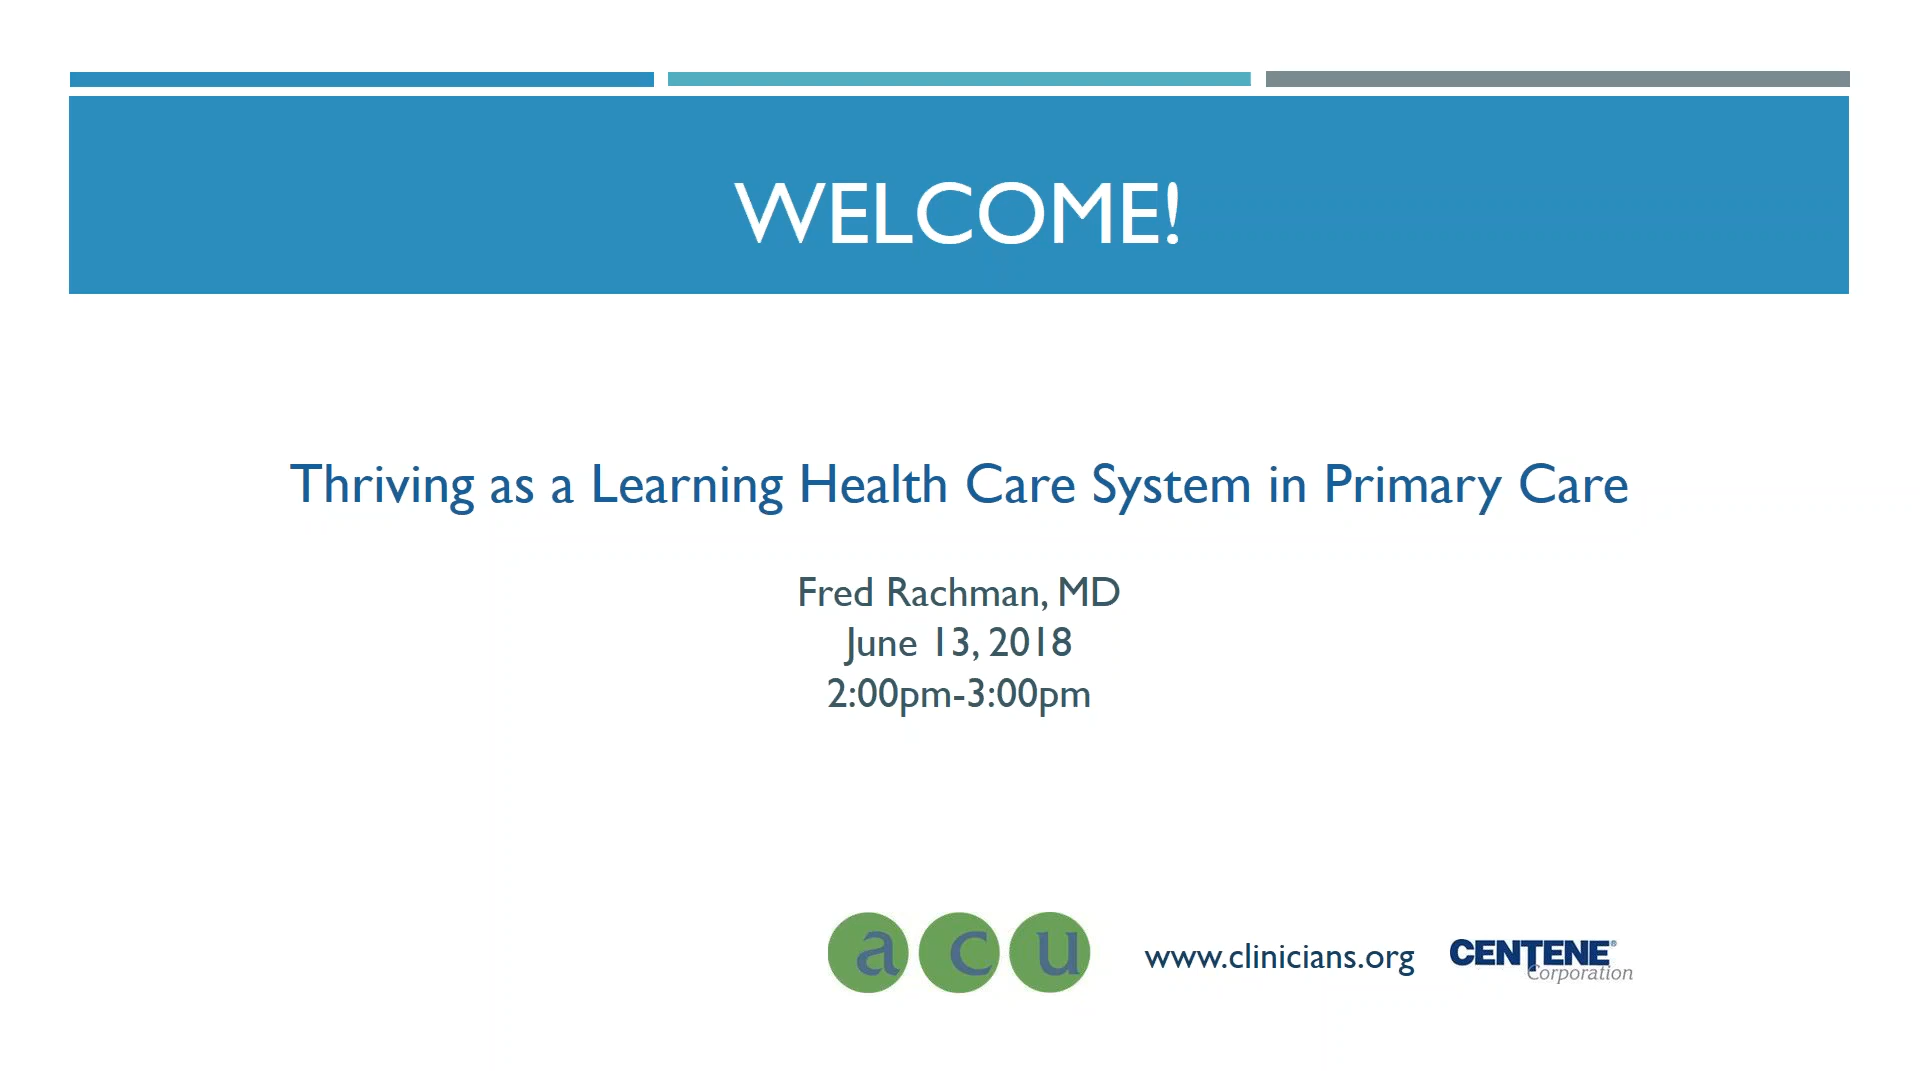 WELCOME!
Thriving as a Learning Health Care System in Primary Care
Fred Rachman, MD
June 13, 2018
2:00pm-3:00pm
acu
www.clinicians.org
CENTENE®
Corporation